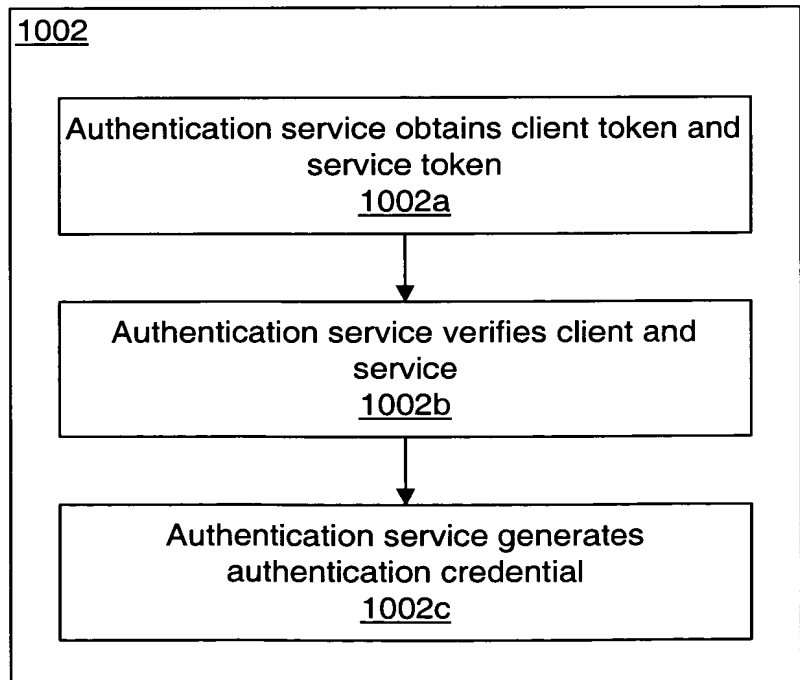 1002
Authentication service obtains client token and
service token
1002a
Authentication service verifies client and
service
1002b
Authentication service generates
authentication credential
1002c